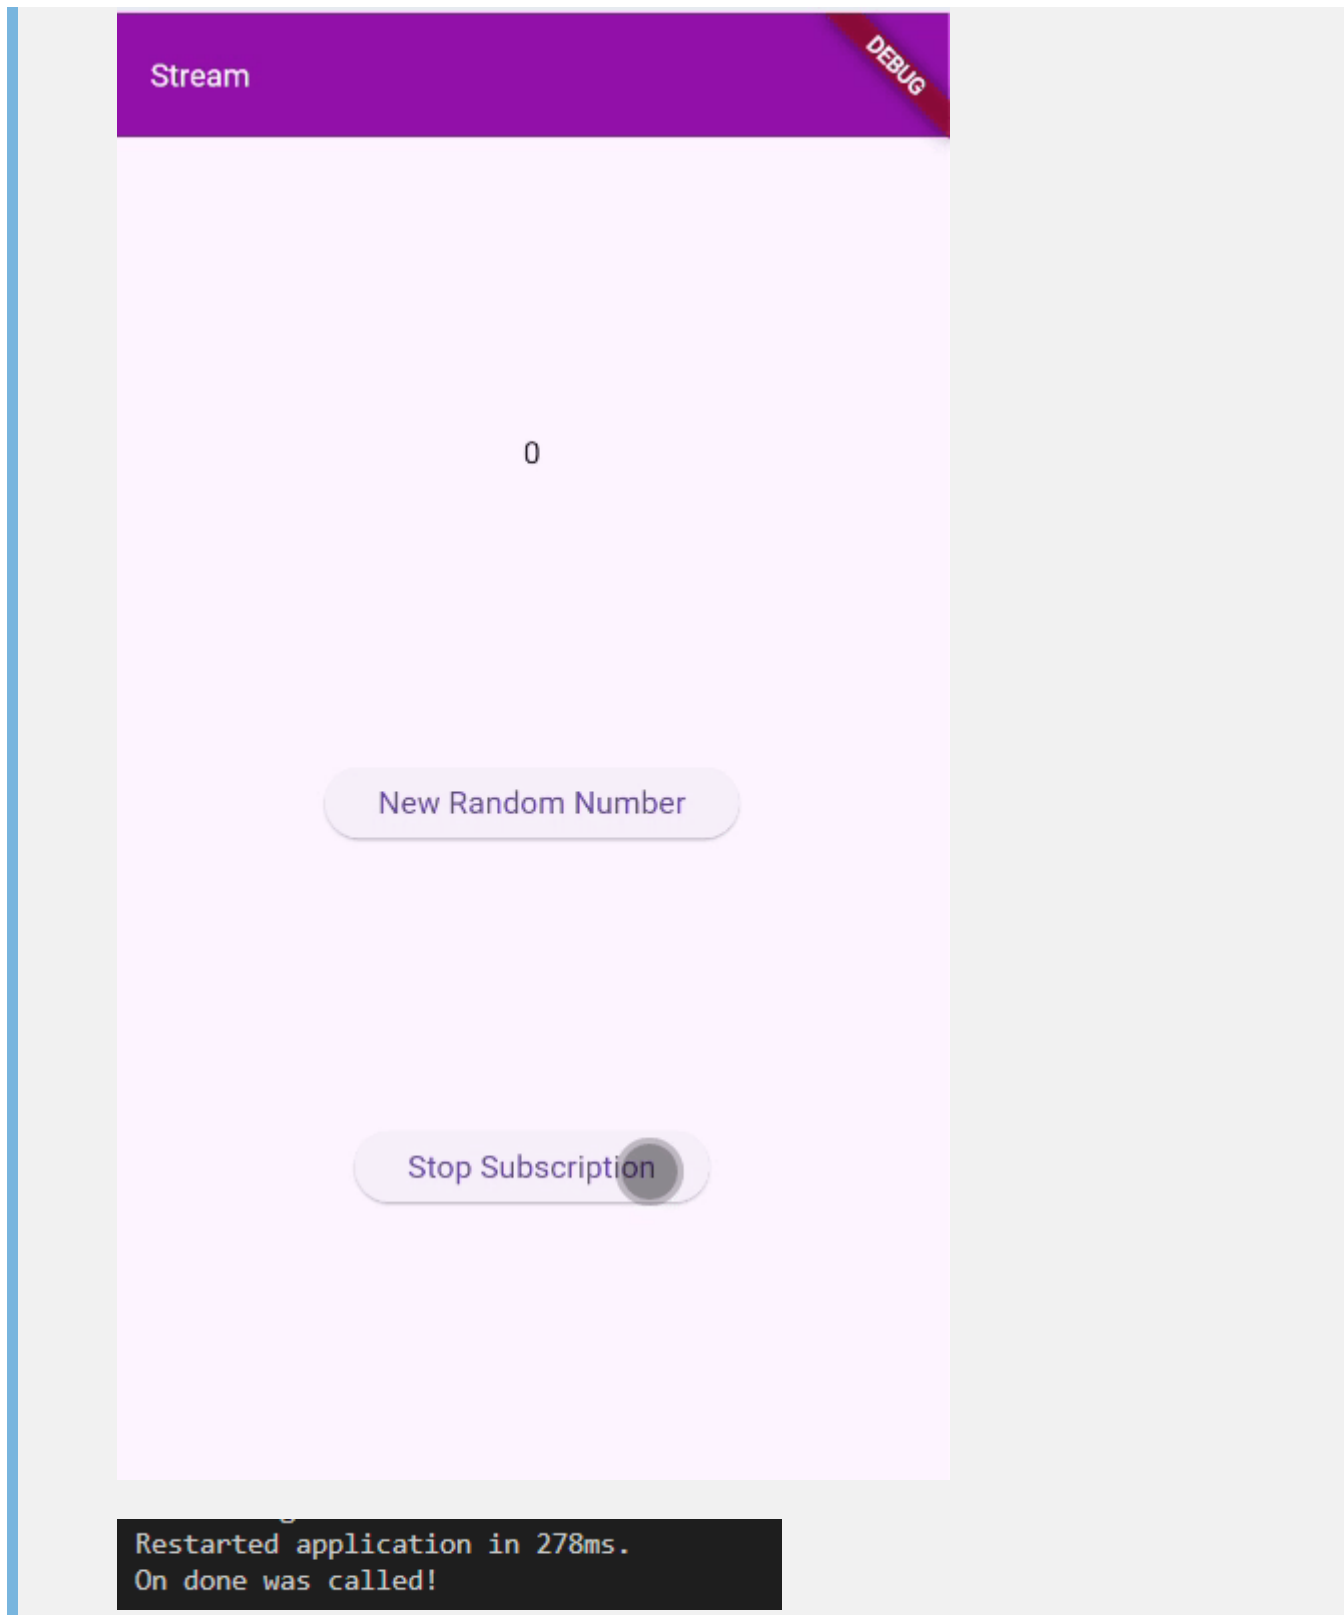 Stream
DEBUG
0
New Random Number
Stop Subscription
Restarted application in 278ms.
On done was called!